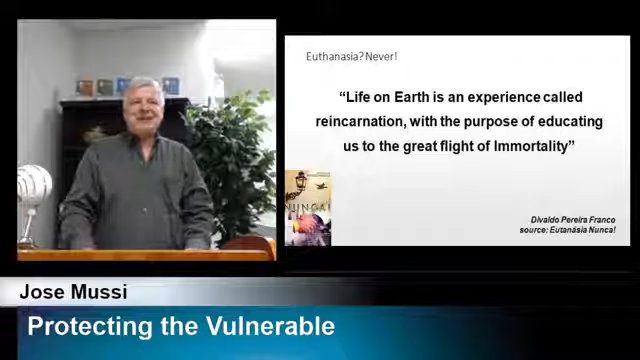 Euthanasia? Never!
“Life on Earth is an experience called
reincarnation, with the purpose of educating
us to the great flight of Immortality”
NUNCA!
Divaldo Pereira Franco
source: Eutanásia Nunca!
Jose Mussi
Protecting the Vulnerable